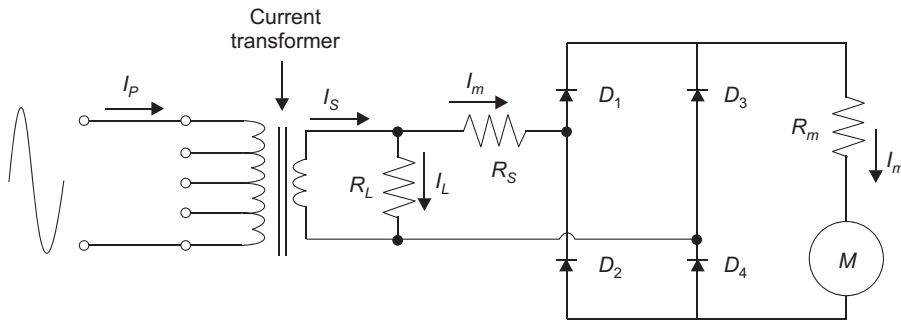 Current
transformer
I_P
I_S
I_m
D_1
D_3
R_m
I_m
R_L
I_L
R_S
D_2
D_4
M